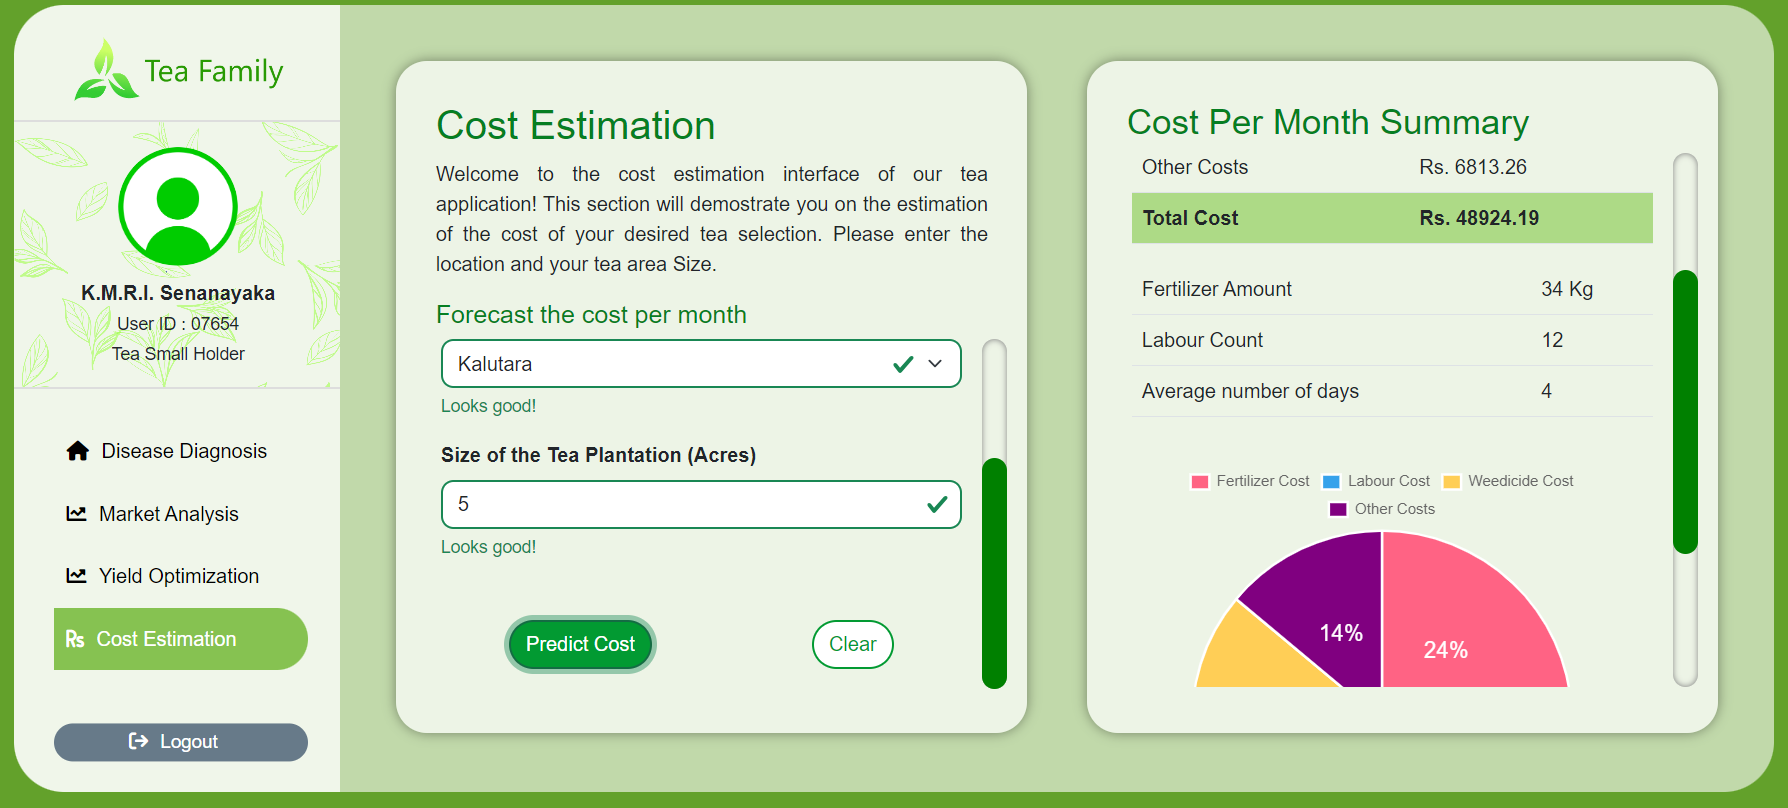 Tea Family
K.M.R.I. Senanayaka
User ID : 07654
Tea Small Holder
Disease Diagnosis
Market Analysis
Yield Optimization
Rs Cost Estimation
Logout
Cost Estimation
Welcome to the cost estimation interface of our tea
application! This section will demostrate you on the estimation
of the cost of your desired tea selection. Please enter the
location and your tea area Size.
Forecast the cost per month
Kalutara
Looks good!
Size of the Tea Plantation (Acres)
5
Looks good!
Predict Cost
Clear
Cost Per Month Summary
Other Costs Rs. 6813.26
Total Cost Rs. 48924.19
Fertilizer Amount 34 Kg
Labour Count 12
Average number of days 4
Fertilizer Cost Labour Cost Weedicide Cost
Other Costs
14%
24%